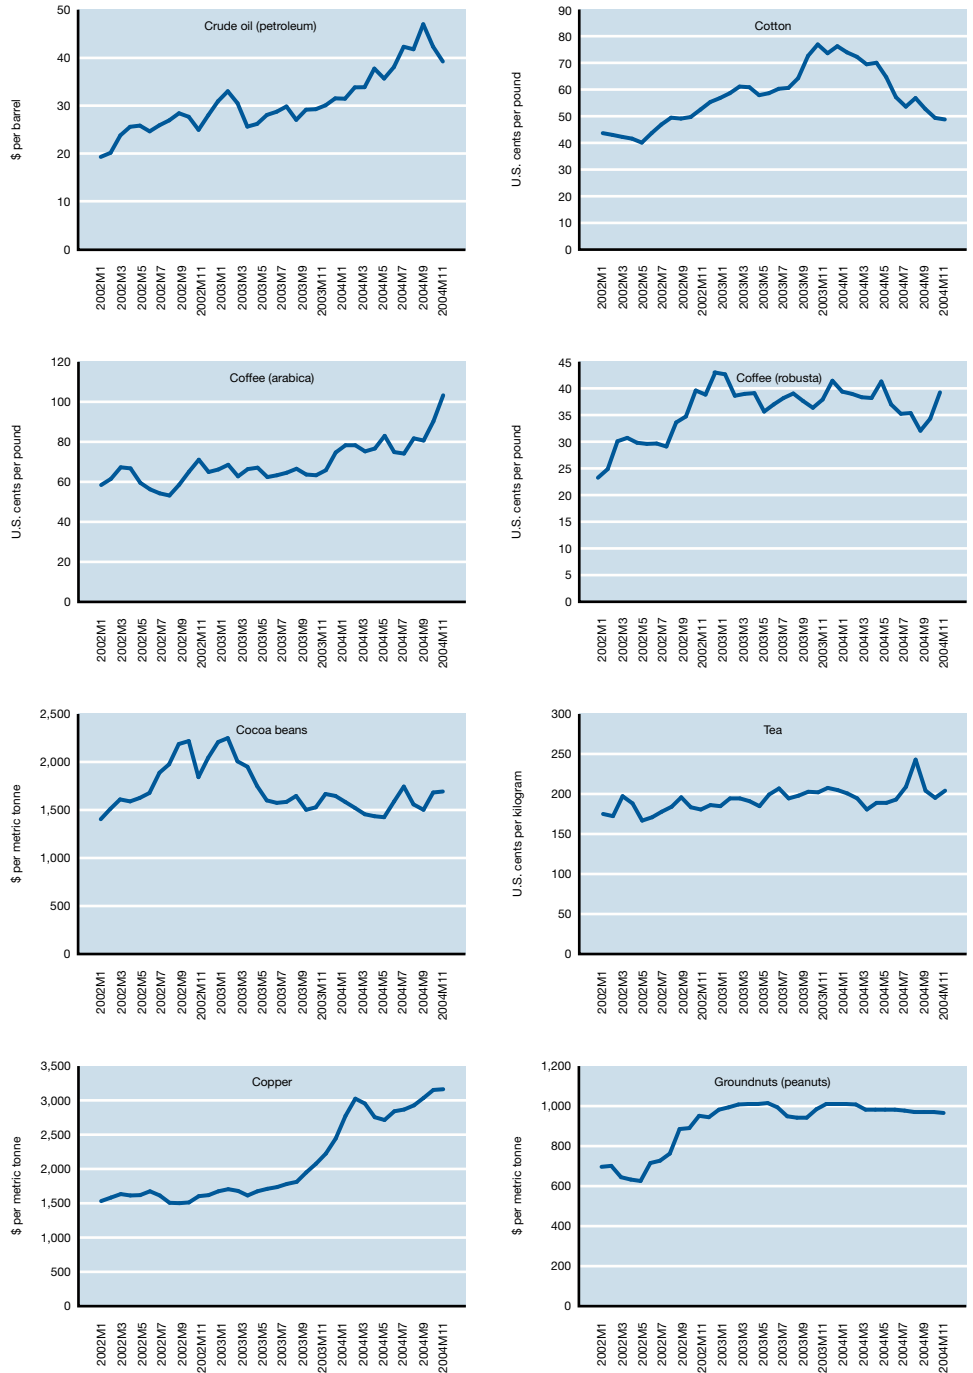 Crude oil (petroleum)
$ per barrel
50
40
30
20
10
0
2002M1
2002M3
2002M5
2002M7
2002M9
2002M11
2003M1
2003M3
2003M5
2003M7
2003M9
2003M11
2004M1
2004M3
2004M5
2004M7
2004M9
2004M11
Cotton
U.S. cents per pound
90
80
70
60
50
40
30
20
10
0
2002M1
2002M3
2002M5
2002M7
2002M9
2002M11
2003M1
2003M3
2003M5
2003M7
2003M9
2003M11
2004M1
2004M3
2004M5
2004M7
2004M9
2004M11
Coffee (arabica)
U.S. cents per pound
120
100
80
60
40
20
0
2002M1
2002M3
2002M5
2002M7
2002M9
2002M11
2003M1
2003M3
2003M5
2003M7
2003M9
2003M11
2004M1
2004M3
2004M5
2004M7
2004M9
2004M11
Coffee (robusta)
U.S. cents per pound
45
40
35
30
25
20
15
10
5
0
2002M1
2002M3
2002M5
2002M7
2002M9
2002M11
2003M1
2003M3
2003M5
2003M7
2003M9
2003M11
2004M1
2004M3
2004M5
2004M7
2004M9
2004M11
Cocoa beans
$ per metric tonne
2,500
2,000
1,500
1,000
500
0
2002M1
2002M3
2002M5
2002M7
2002M9
2002M11
2003M1
2003M3
2003M5
2003M7
2003M9
2003M11
2004M1
2004M3
2004M5
2004M7
2004M9
2004M11
Tea
U.S. cents per kilogram
300
250
200
150
100
50
0
2002M1
2002M3
2002M5
2002M7
2002M9
2002M11
2003M1
2003M3
2003M5
2003M7
2003M9
2003M11
2004M1
2004M3
2004M5
2004M7
2004M9
2004M11
Copper
$ per metric tonne
3,500
3,000
2,500
2,000
1,500
1,000
500
0
2002M1
2002M3
2002M5
2002M7
2002M9
2002M11
2003M1
2003M3
2003M5
2003M7
2003M9
2003M11
2004M1
2004M3
2004M5
2004M7
2004M9
2004M11
Groundnuts (peanuts)
$ per metric tonne
1,200
1,000
800
600
400
200
0
2002M1
2002M3
2002M5
2002M7
2002M9
2002M11
2003M1
2003M3
2003M5
2003M7
2003M9
2003M11
2004M1
2004M3
2004M5
2004M7
2004M9
2004M11